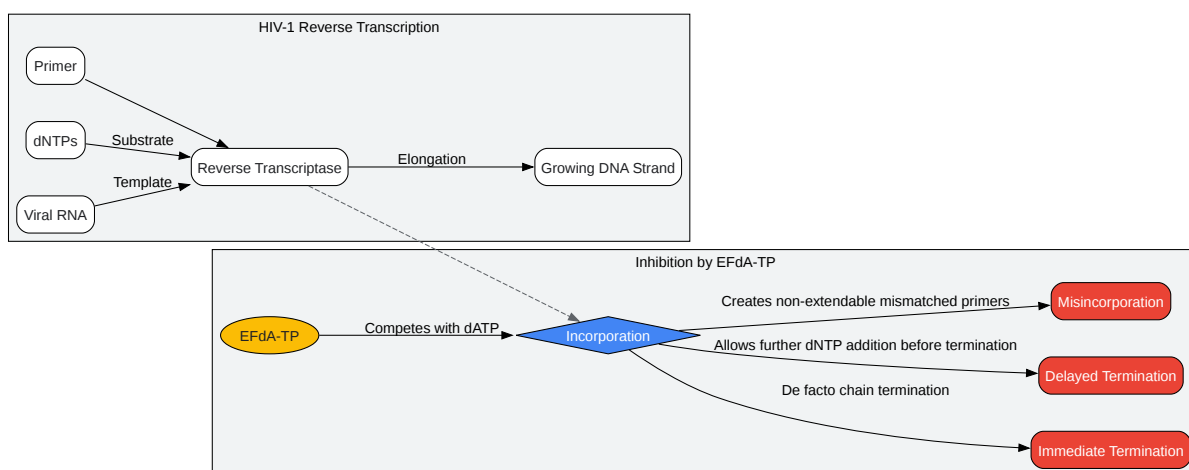 HIV-1 Reverse Transcription
Primer
dNTPs
Substrate
Viral RNA
Template
Reverse Transcriptase
Elongation
Growing DNA Strand
Inhibition by EFdA-TP
EFdA-TP
Competes with dATP
Incorporation
Creates non-extendable mismatched primers
Misincorporation
Allows further dNTP addition before termination
Delayed Termination
De facto chain termination
Immediate Termination